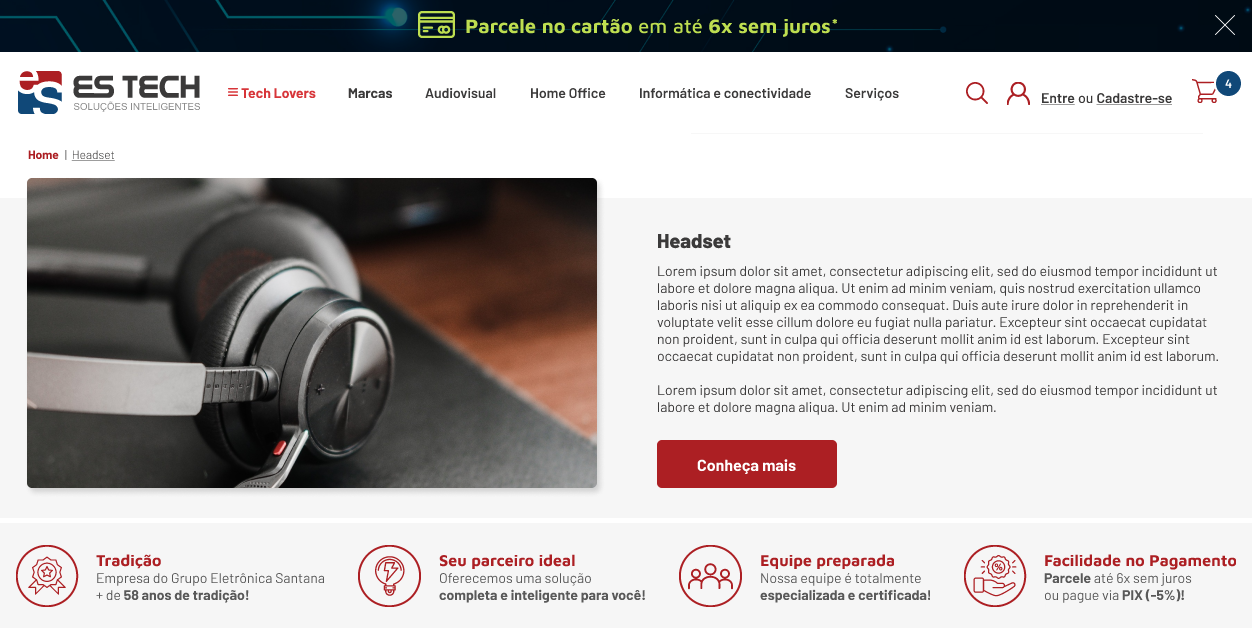 Parcele no cartão em até 6x sem juros*
ES TECH
SOLUÇÕES INTELIGENTES
Tech Lovers
Marcas
Audiovisual
Home Office
Informática e conectividade
Serviços
Entre ou Cadastre-se
4
Home | Headset
Headset
Lorem ipsum dolor sit amet, consectetur adipiscing elit, sed do eiusmod tempor incididunt ut
labore et dolore magna aliqua. Ut enim ad minim veniam, quis nostrud exercitation ullamco
laboris nisi ut aliquip ex ea commodo consequat. Duis aute irure dolor in reprehenderit in
voluptate velit esse cillum dolore eu fugiat nulla pariatur. Excepteur sint occaecat cupidatat
non proident, sunt in culpa qui officia deserunt mollit anim id est laborum. Excepteur sint
occaecat cupidatat non proident, sunt in culpa qui officia deserunt mollit anim id est laborum.
Lorem ipsum dolor sit amet, consectetur adipiscing elit, sed do eiusmod tempor incididunt ut
labore et dolore magna aliqua. Ut enim ad minim veniam.
Conheça mais
Tradição
Empresa do Grupo Eletrônica Santana
+ de 58 anos de tradição!
Seu parceiro ideal
Oferecemos uma solução
completa e inteligente para você!
Equipe preparada
Nossa equipe é totalmente
especializada e certificada!
Facilidade no Pagamento
Parcele até 6x sem juros
ou pague via PIX (-5%)!